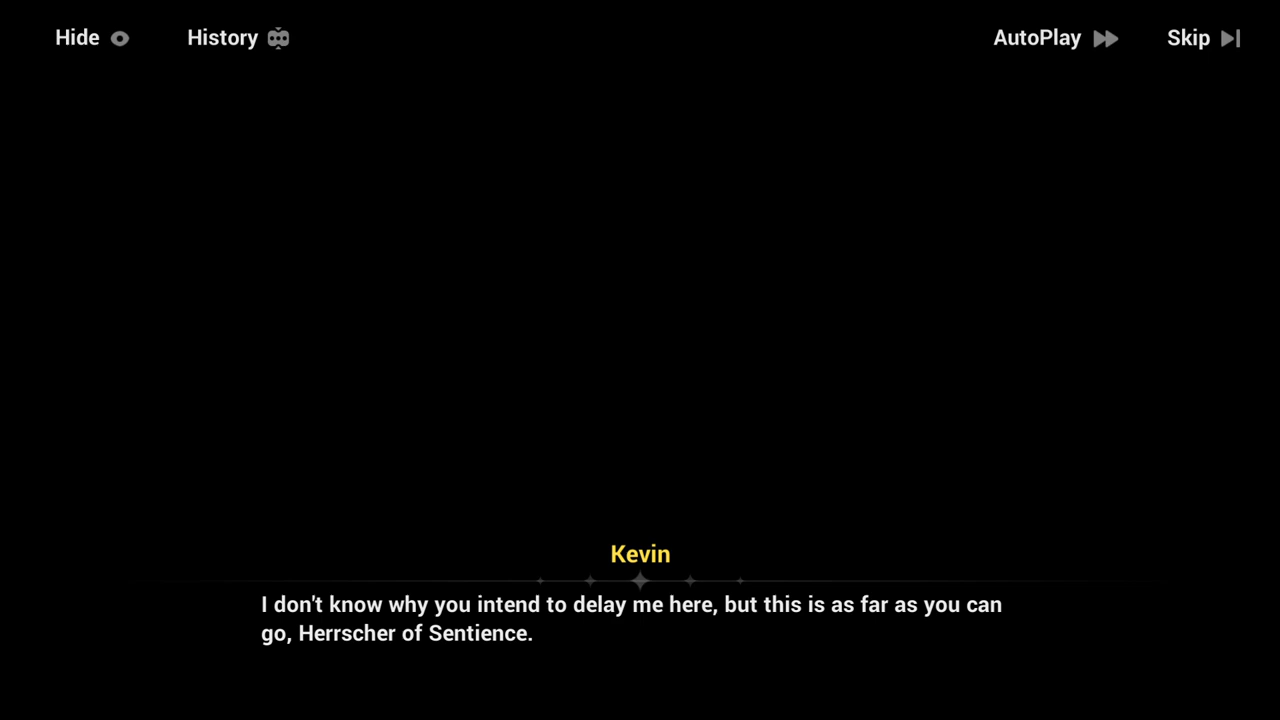 Hide
History
AutoPlay
Skip
Kevin
I don't know why you intend to delay me here, but this is as far as you can
go, Herrscher of Sentience.